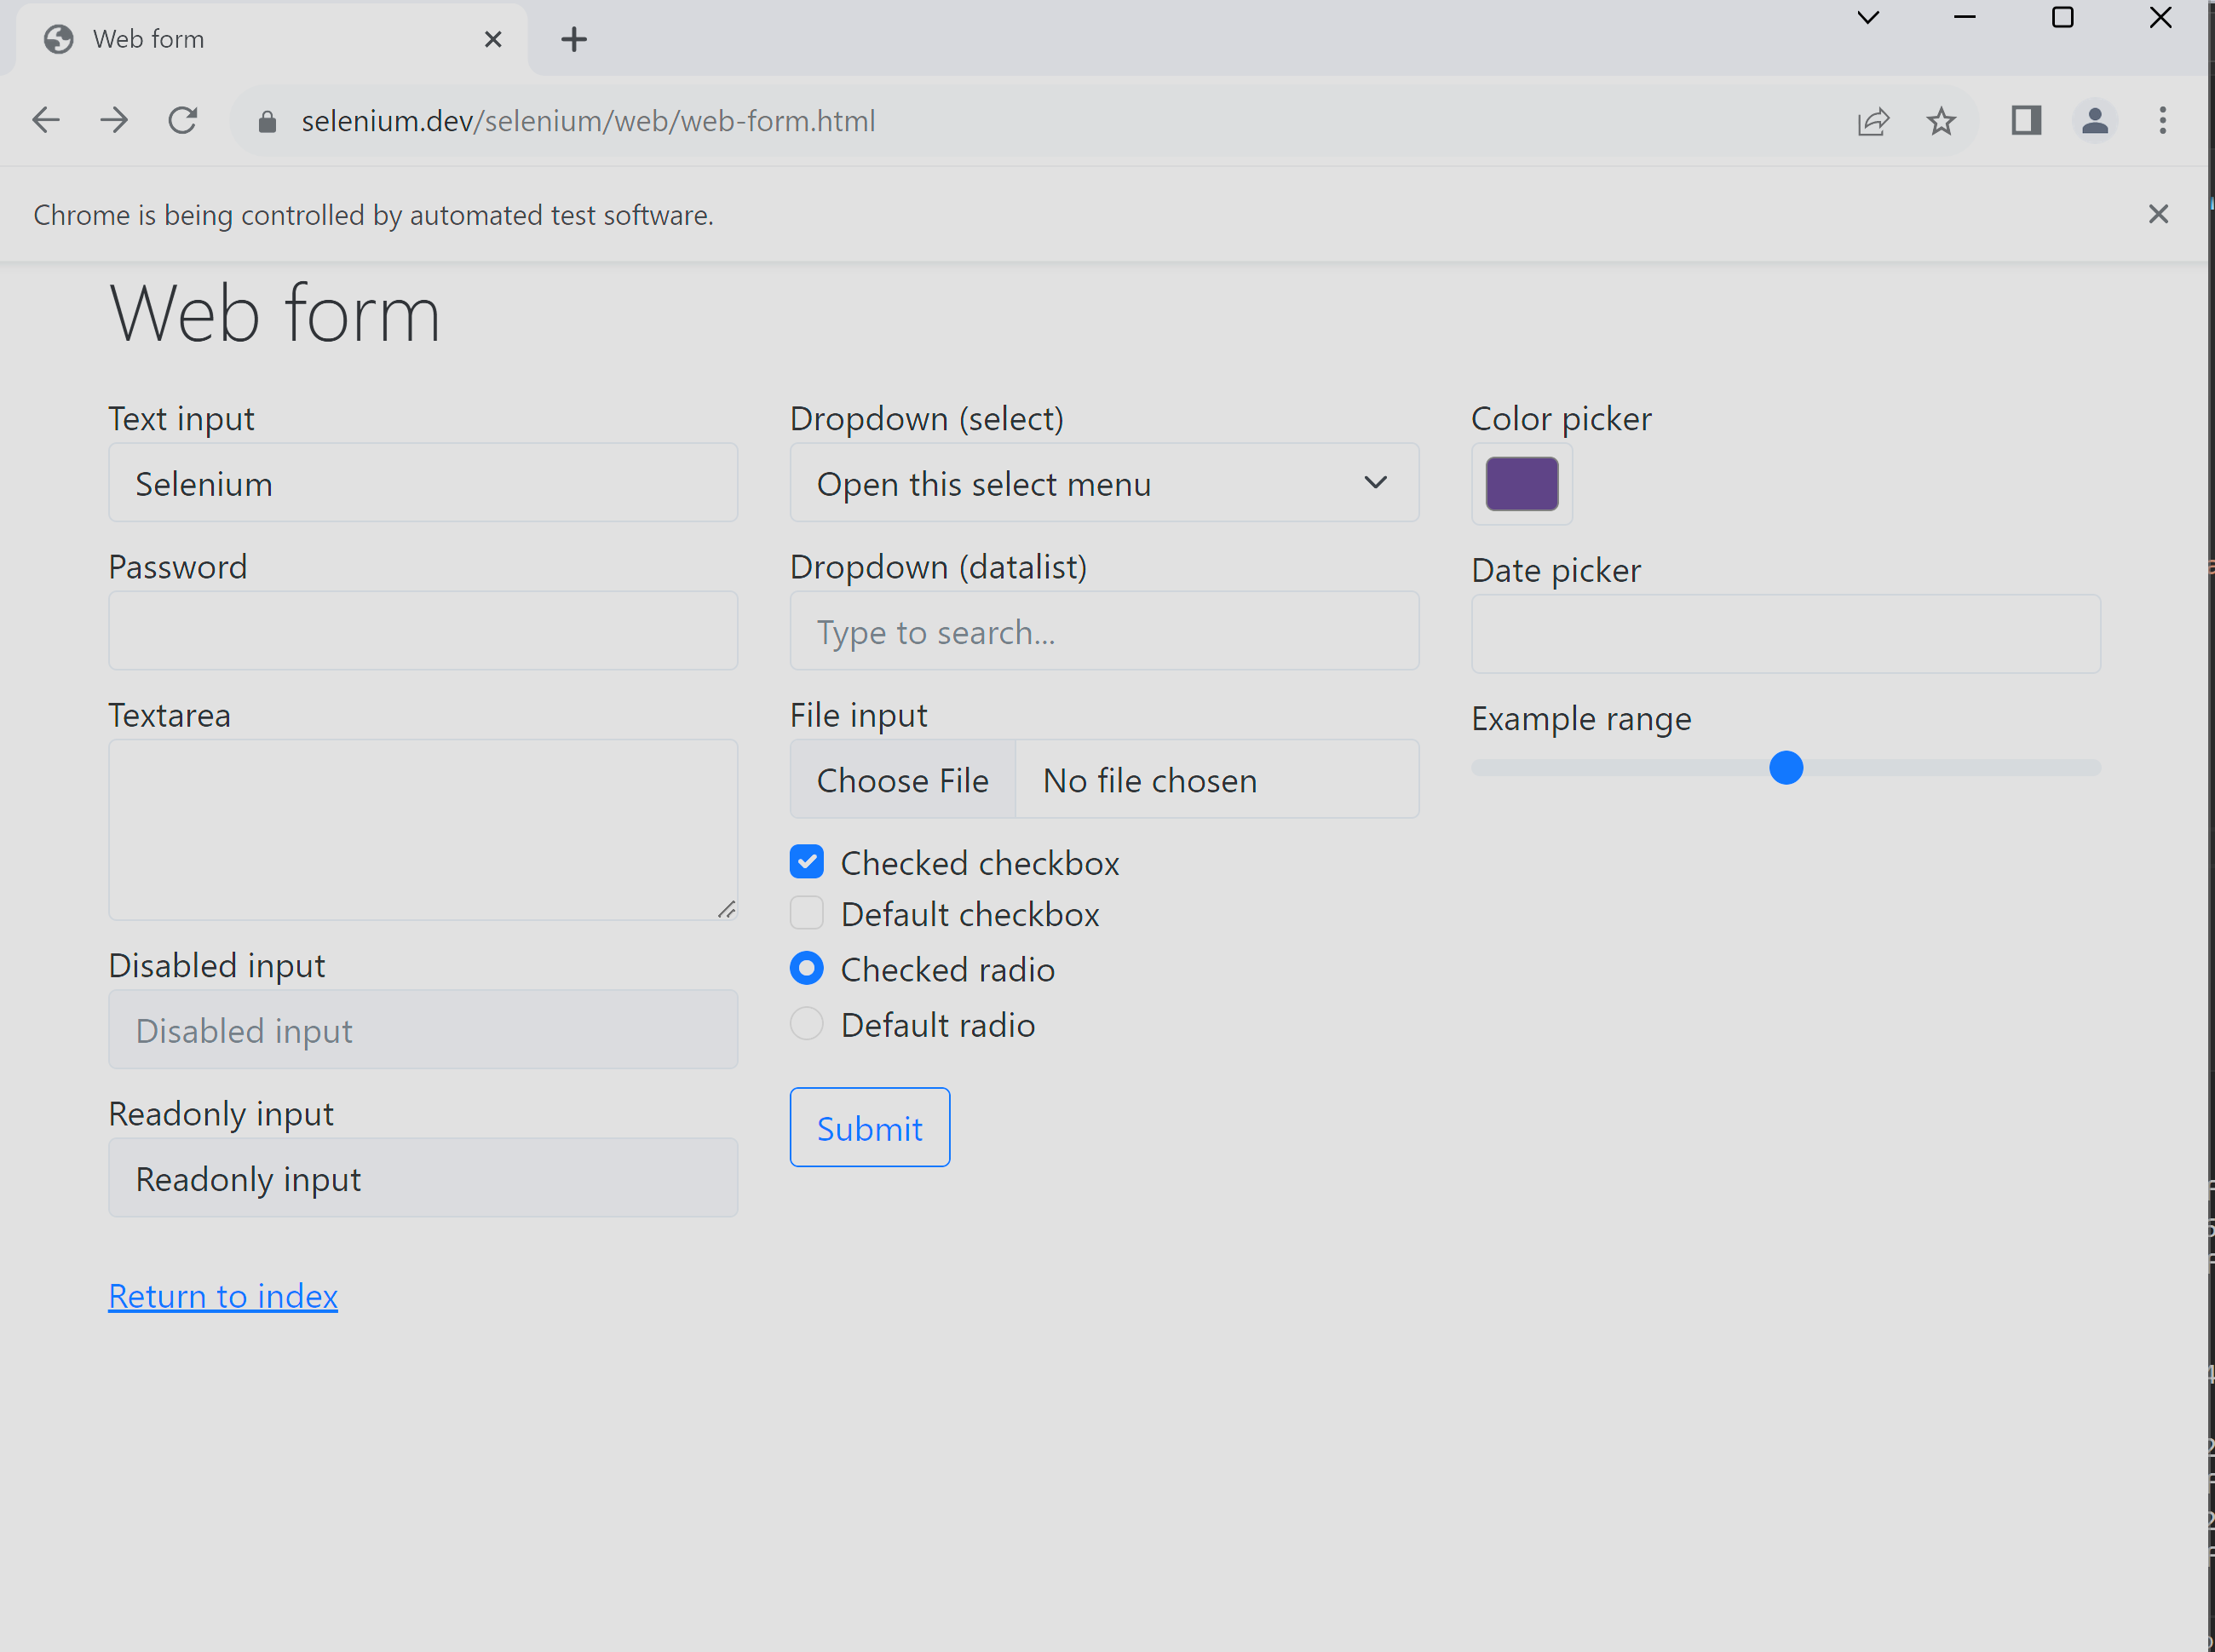 Web form
selenium.dev/selenium/web/web-form.html
Chrome is being controlled by automated test software.
Web form
Text input
Selenium
Password
Textarea
Disabled input
Disabled input
Readonly input
Readonly input
Return to index
Dropdown (select)
Open this select menu
Dropdown (datalist)
Type to search...
File input
Choose File No file chosen
Checked checkbox
Default checkbox
Checked radio
Default radio
Submit
Color picker
Date picker
Example range